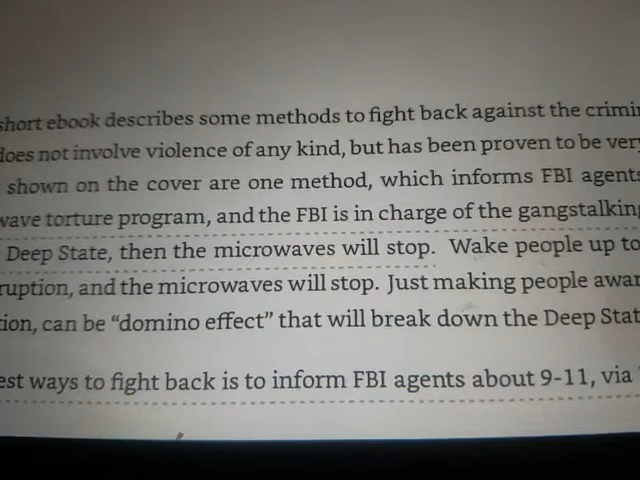 short ebook describes some methods to fight back against the crimin
does not involve violence of any kind, but has been proven to be very
shown on the cover are one method, which informs FBI agents
wave torture program, and the FBI is in charge of the gangstalking
Deep State, then the microwaves will stop. Wake people up to
ruption, and the microwaves will stop. Just making people awar
tion, can be “domino effect” that will break down the Deep Stat
est ways to fight back is to inform FBI agents about 9-11, via